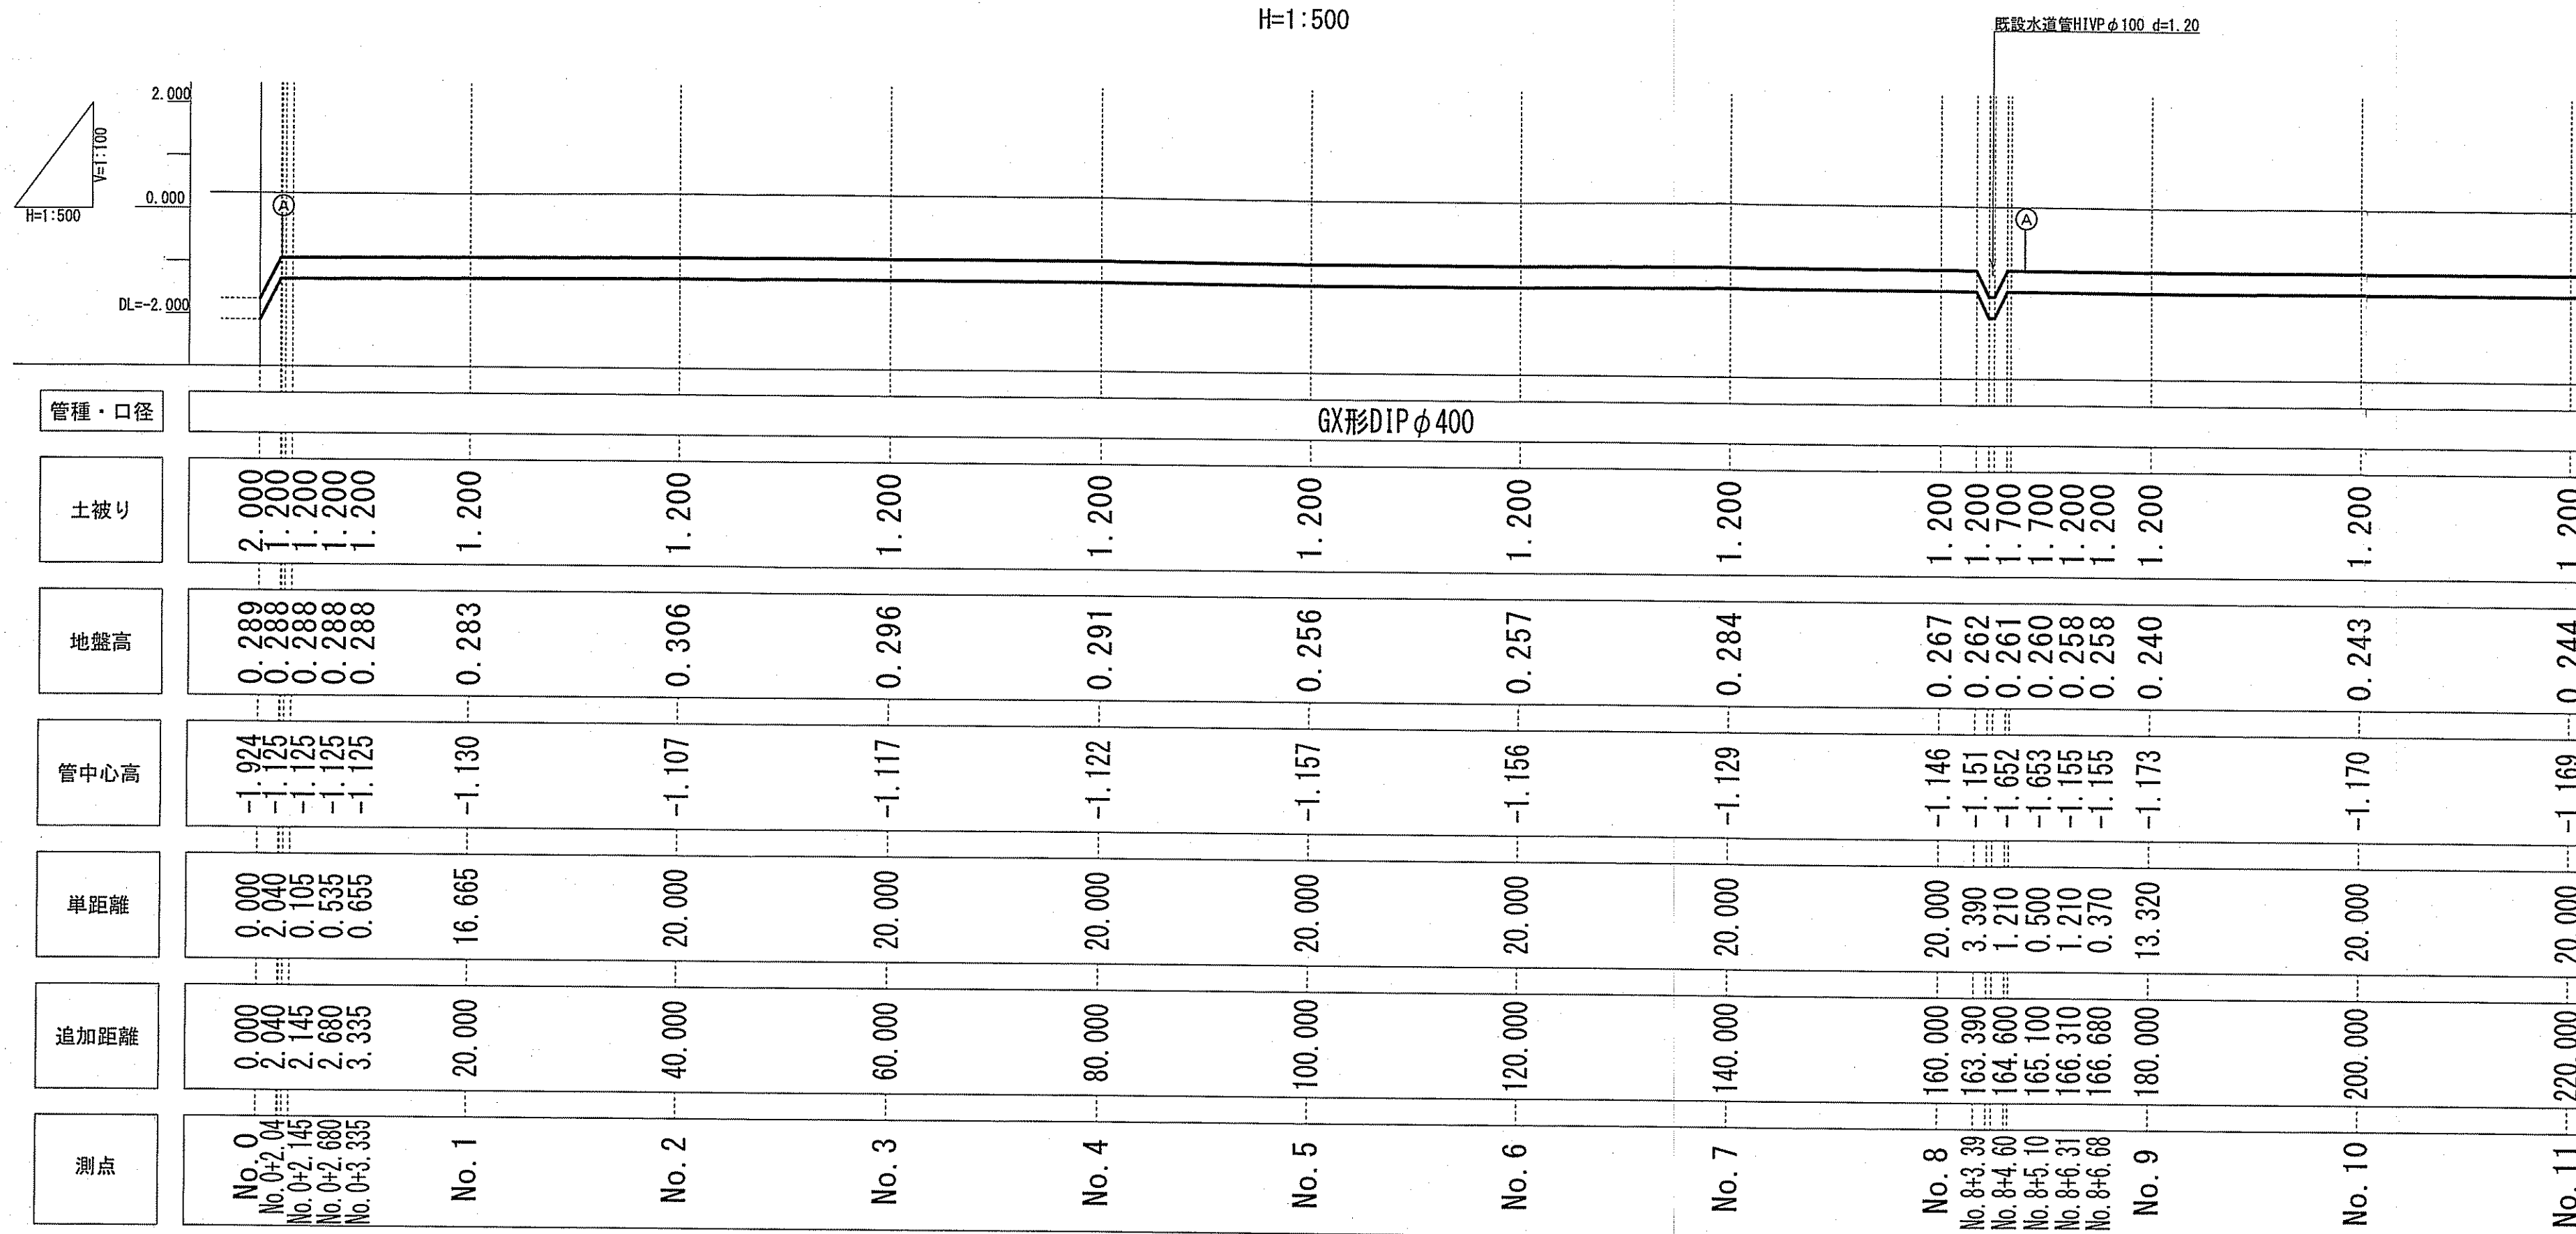 H=1:500
既設水道管HIVPφ100 d=1.20
2.000
V=1:100
0.000
H=1:500
Ⓐ
Ⓐ
DL=-2.000
管種・口径
GX形DIPφ400
土被り
2.000 1.200 1.200 1.200 1.200 1.200 1.200 1.200 1.200 1.200 1.200 1.200 1.200 1.200 1.700 1.700 1.200 1.200 1.200 1.200 1.200
地盤高
0.289 0.288 0.288 0.288 0.288 0.283 0.306 0.296 0.291 0.256 0.257 0.284 0.267 0.262 0.261 0.260 0.258 0.258 0.240 0.243 0.244
管中心高
-1.924 -1.125 -1.125 -1.125 -1.125 -1.130 -1.107 -1.117 -1.122 -1.157 -1.156 -1.129 -1.146 -1.151 -1.652 -1.653 -1.155 -1.155 -1.173 -1.170 -1.169
単距離
0.000 2.040 0.105 0.535 0.655 16.665 20.000 20.000 20.000 20.000 20.000 20.000 20.000 3.390 1.210 0.500 1.210 0.370 13.320 20.000 20.000
追加距離
0.000 2.040 2.145 2.680 3.335 20.000 40.000 60.000 80.000 100.000 120.000 140.000 160.000 163.390 164.600 165.100 166.310 166.680 180.000 200.000 220.000
測点
No.0 No.0+2.04 No.0+2.145 No.0+2.680 No.0+3.335 No.1 No.2 No.3 No.4 No.5 No.6 No.7 No.8 No.8+3.39 No.8+4.60 No.8+5.10 No.8+6.31 No.8+6.68 No.9 No.10 No.11